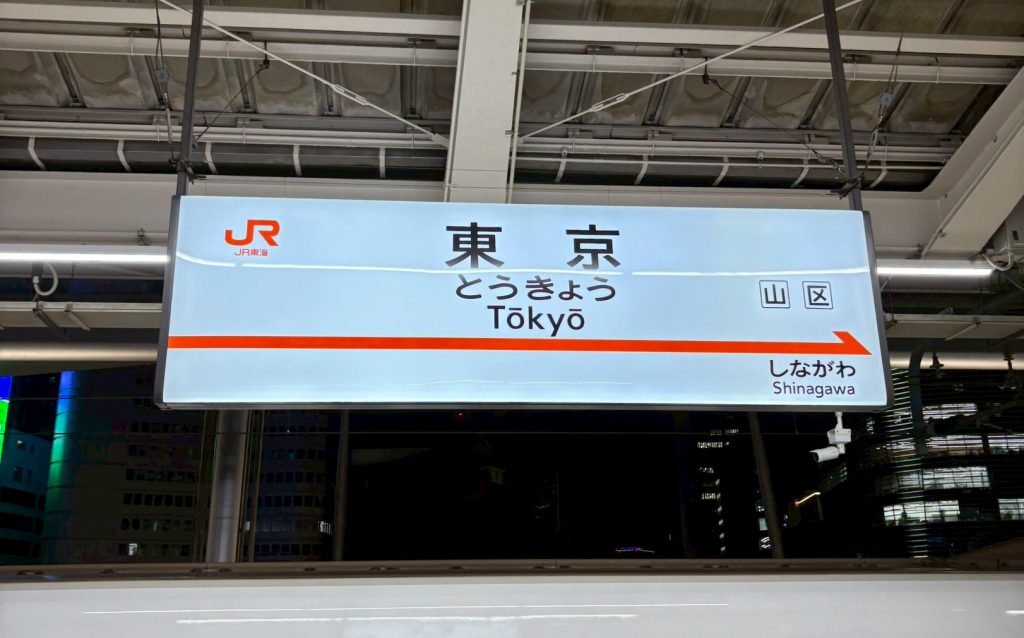 JR
JR東海
東京
とうきょう
Tōkyō
山 区
しながわ
Shinagawa